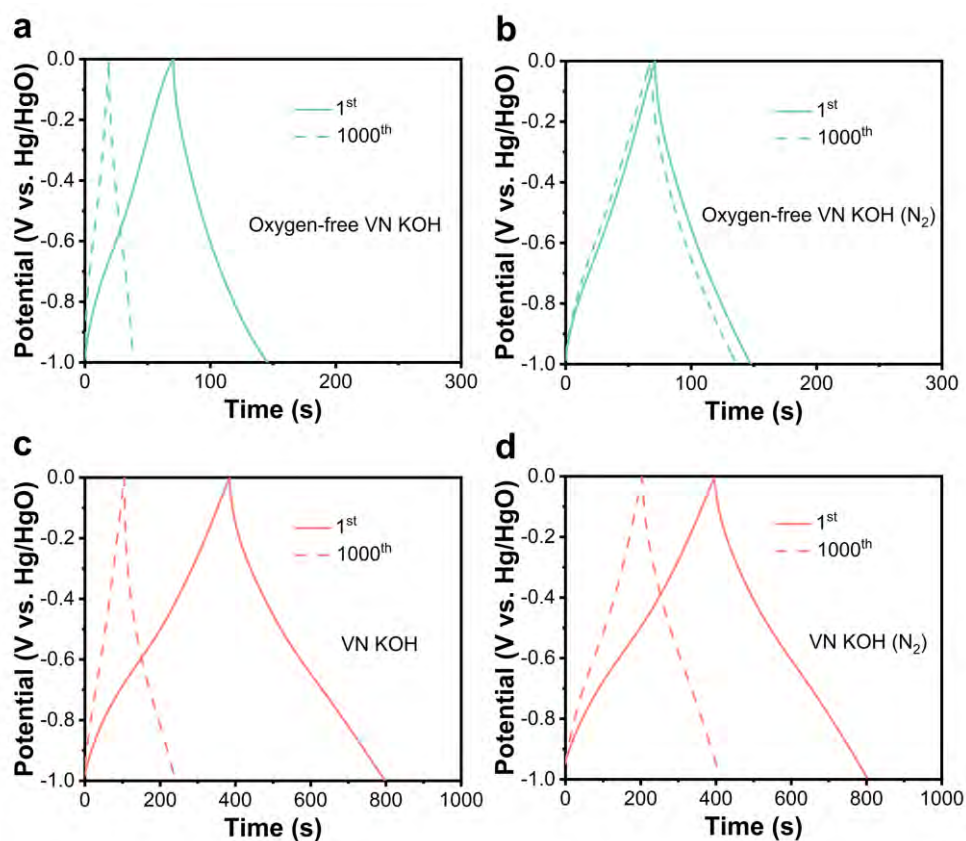 a
Potential (V vs. Hg/HgO)
0.0
-0.2
-0.4
-0.6
-0.8
-1.0
1st
1000th
Oxygen-free VN KOH
0
100
200
300
Time (s)
b
Potential (V vs. Hg/HgO)
0.0
-0.2
-0.4
-0.6
-0.8
-1.0
1st
1000th
Oxygen-free VN KOH (N2)
0
100
200
300
Time (s)
c
Potential (V vs. Hg/HgO)
0.0
-0.2
-0.4
-0.6
-0.8
-1.0
1st
1000th
VN KOH
0
200
400
600
800
1000
Time (s)
d
Potential (V vs. Hg/HgO)
0.0
-0.2
-0.4
-0.6
-0.8
-1.0
1st
1000th
VN KOH (N2)
0
200
400
600
800
1000
Time (s)